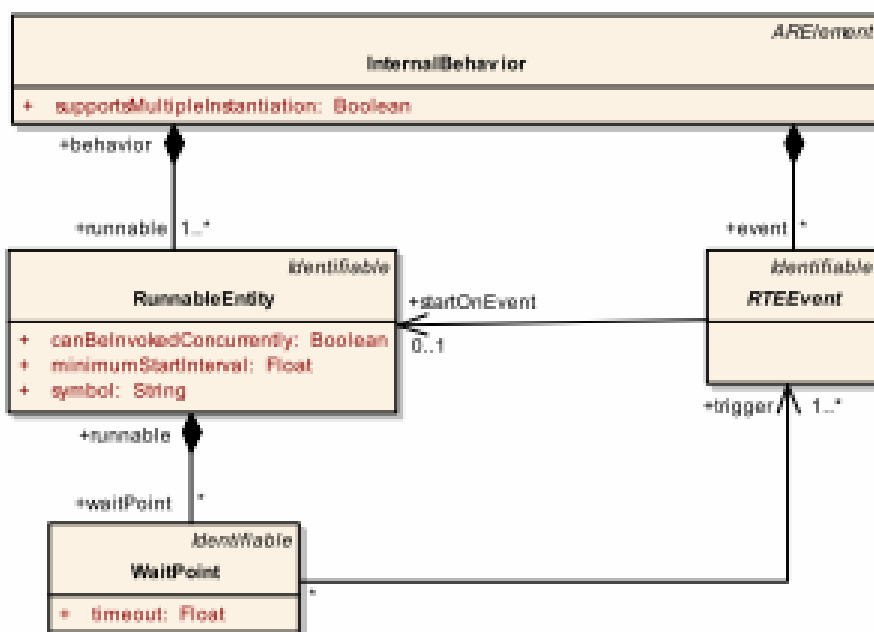 ARElement
InternalBehavior
+ supportsMultipleInstantiation: Boolean
+behavior
+runnable 1..*
+event *
Identifiable
RunnableEntity
+ canBeInvokedConcurrently: Boolean
+ minimumStartInterval: Float
+ symbol: String
+startOnEvent
0..1
Identifiable
RTEEvent
+trigger 1..*
+runnable
+waitPoint *
Identifiable
WaitPoint
+ timeout: Float
*